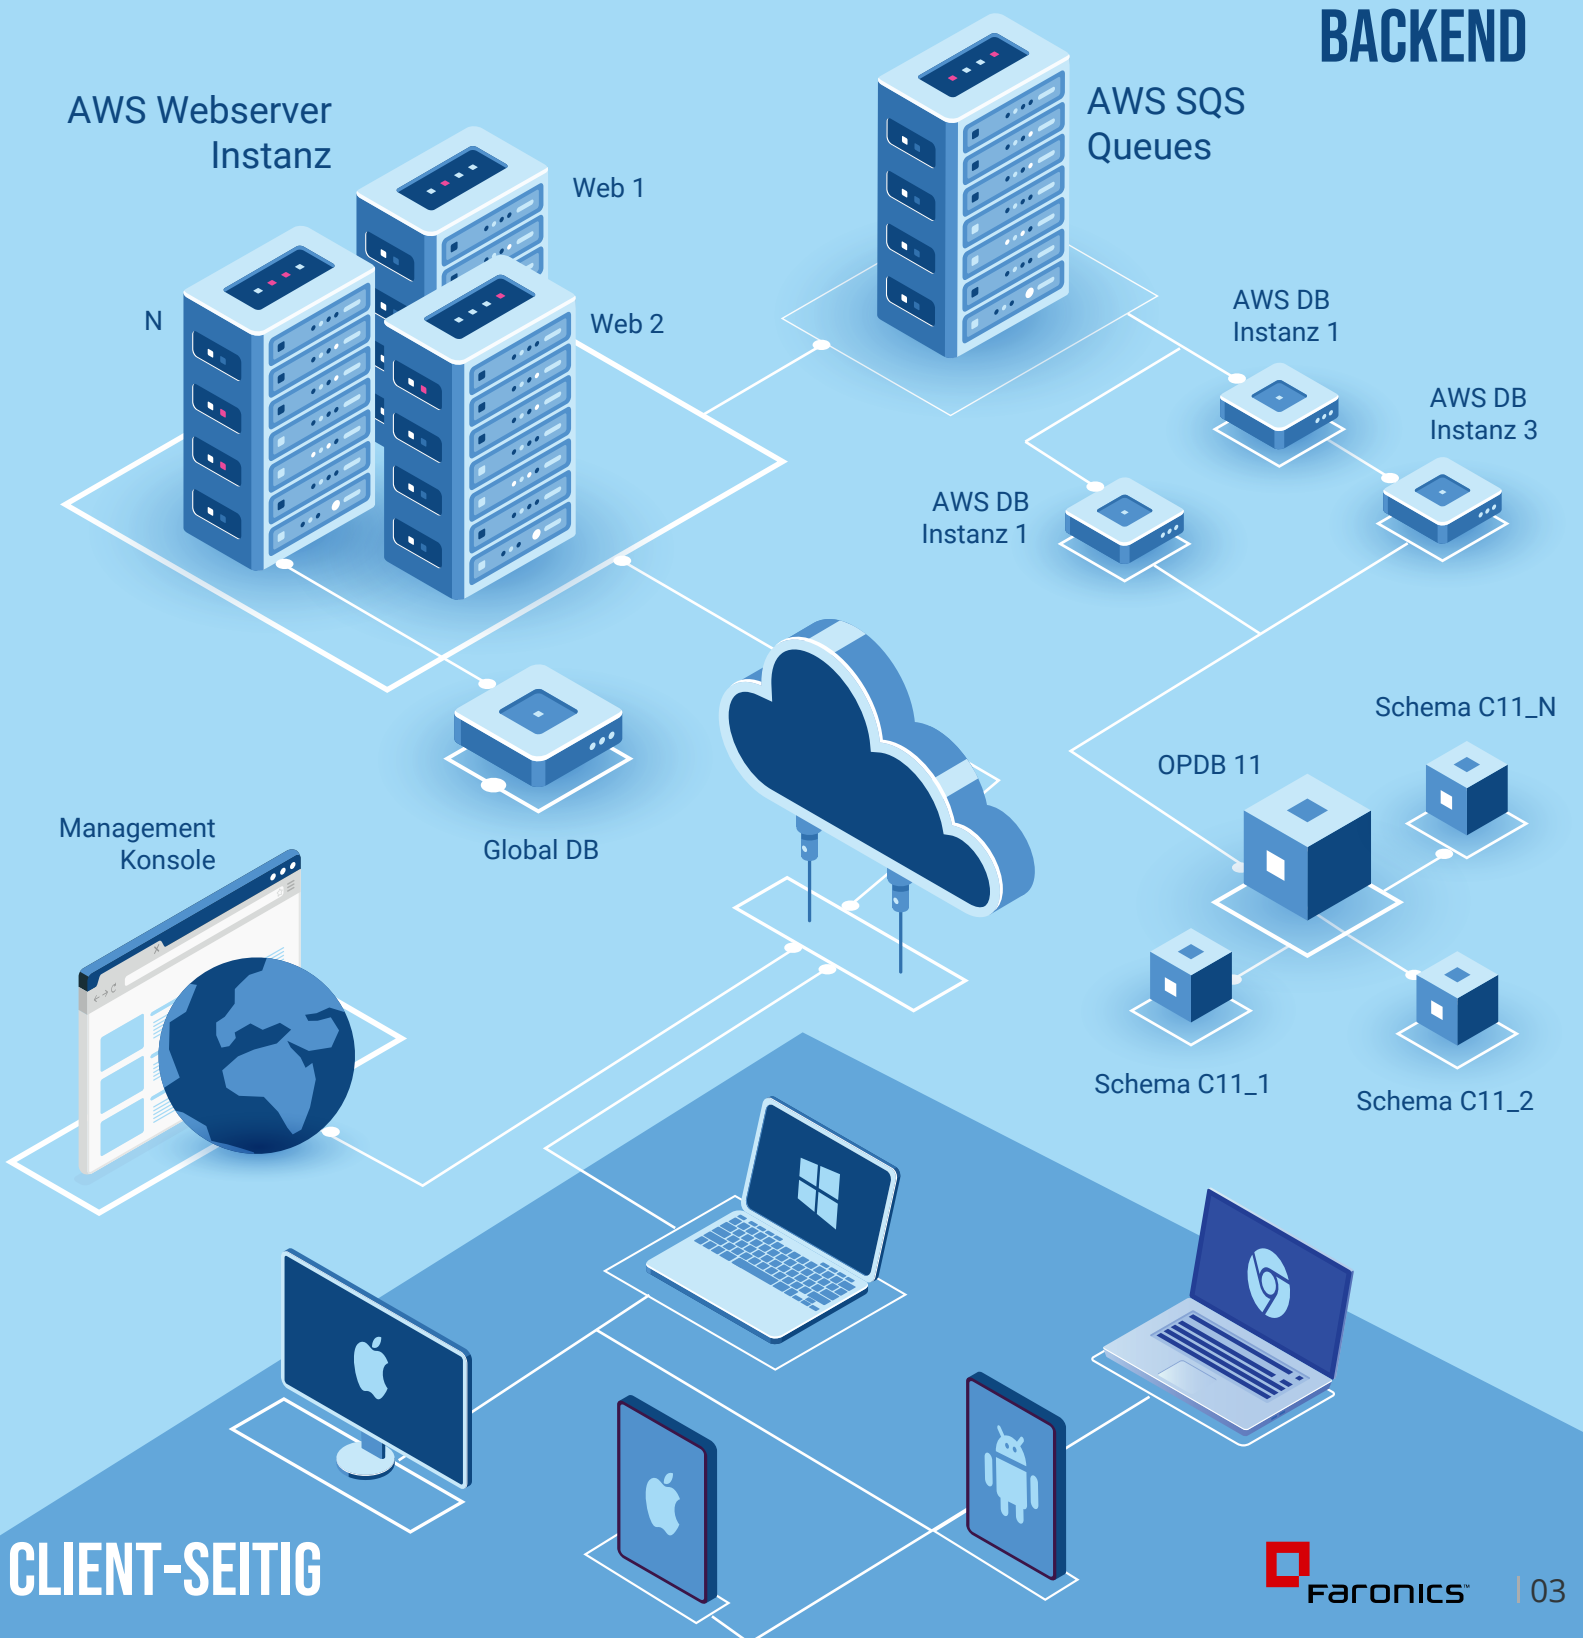 BACKEND
AWS Webserver
Instanz
AWS SQS
Queues
Web 1
N
Web 2
AWS DB
Instanz 1
AWS DB
Instanz 3
AWS DB
Instanz 1
Schema C11_N
OPDB 11
Management
Konsole
Global DB
Schema C11_1
Schema C11_2
CLIENT-SEITIG
FARONICS™
| 03